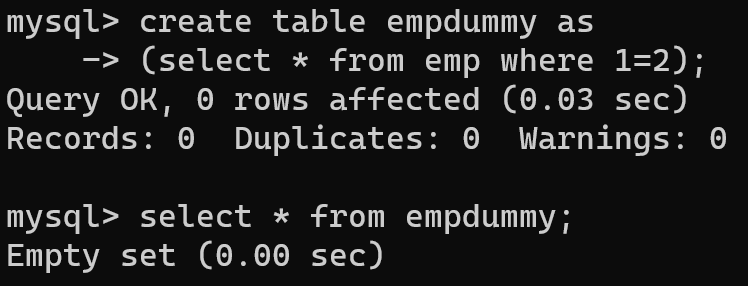 mysql> create table empdummy as
    -> (select * from emp where 1=2);
Query OK, 0 rows affected (0.03 sec)
Records: 0  Duplicates: 0  Warnings: 0

mysql> select * from empdummy;
Empty set (0.00 sec)